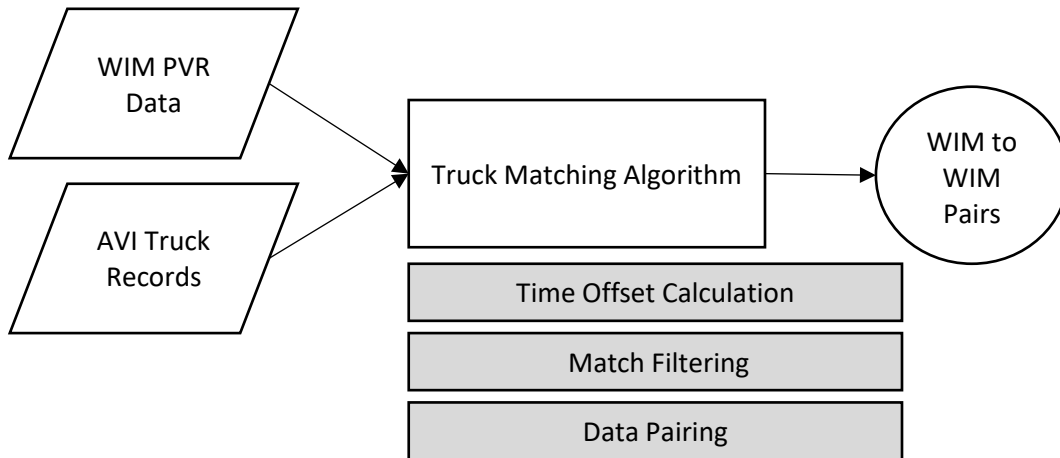 WIM PVR
Data
AVI Truck
Records
Truck Matching Algorithm
WIM to
WIM
Pairs
Time Offset Calculation
Match Filtering
Data Pairing